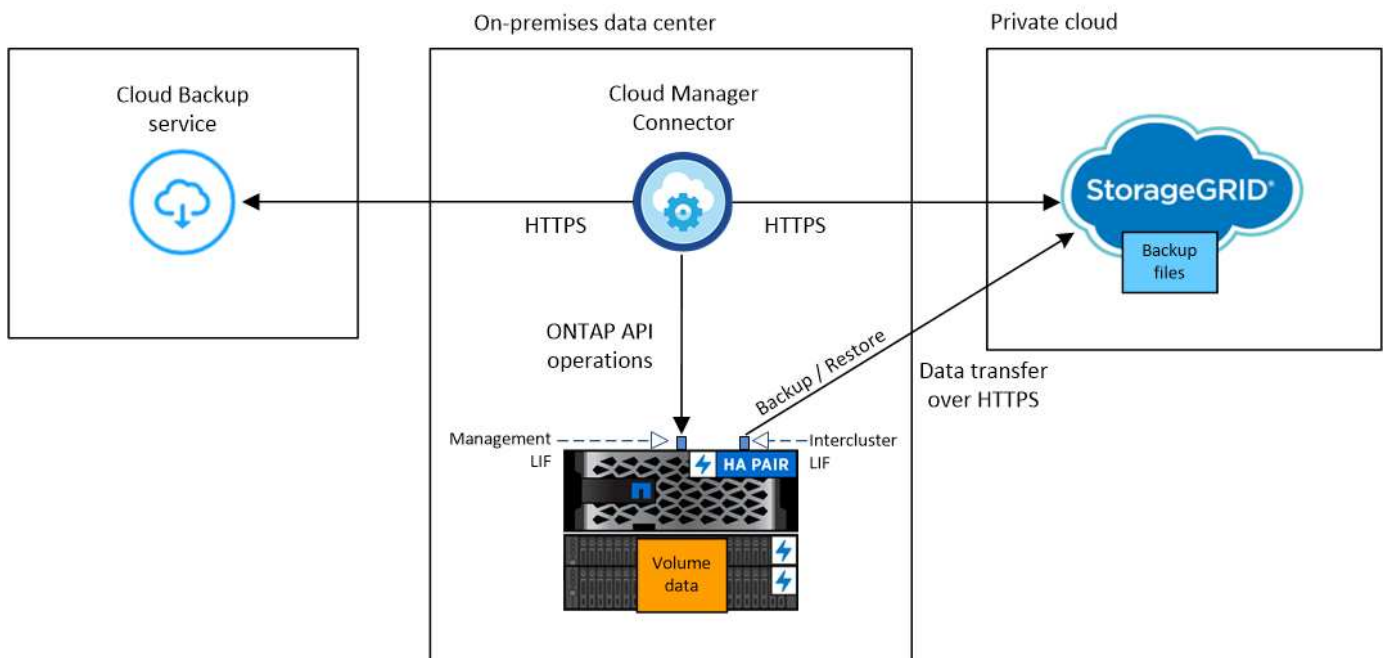 On-premises data center
Private cloud
Cloud Backup
service
Cloud Manager
Connector
HTTPS
HTTPS
StorageGRID®
Backup
files
ONTAP API
operations
Backup / Restore
Data transfer
over HTTPS
Management
LIF
Intercluster
LIF
HA PAIR
Volume
data